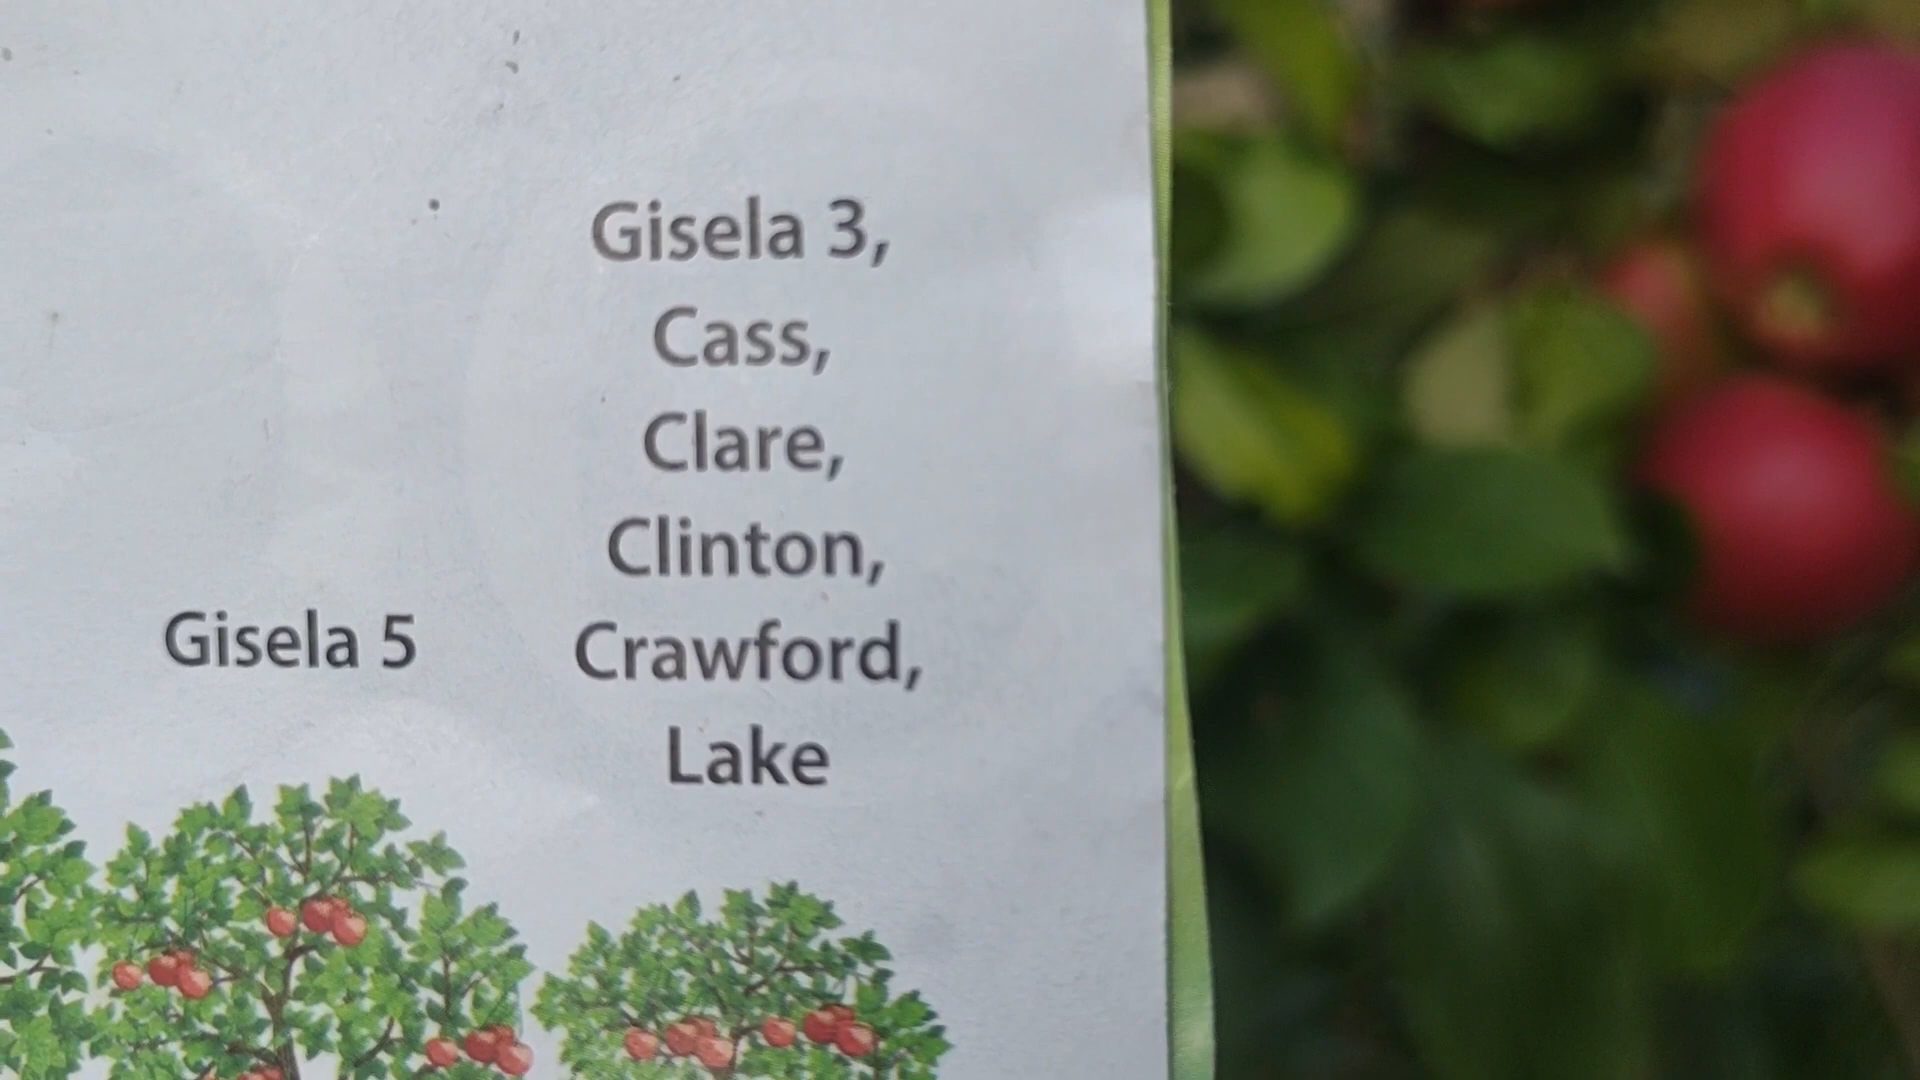 Gisela 5
Gisela 3,
Cass,
Clare,
Clinton,
Crawford,
Lake